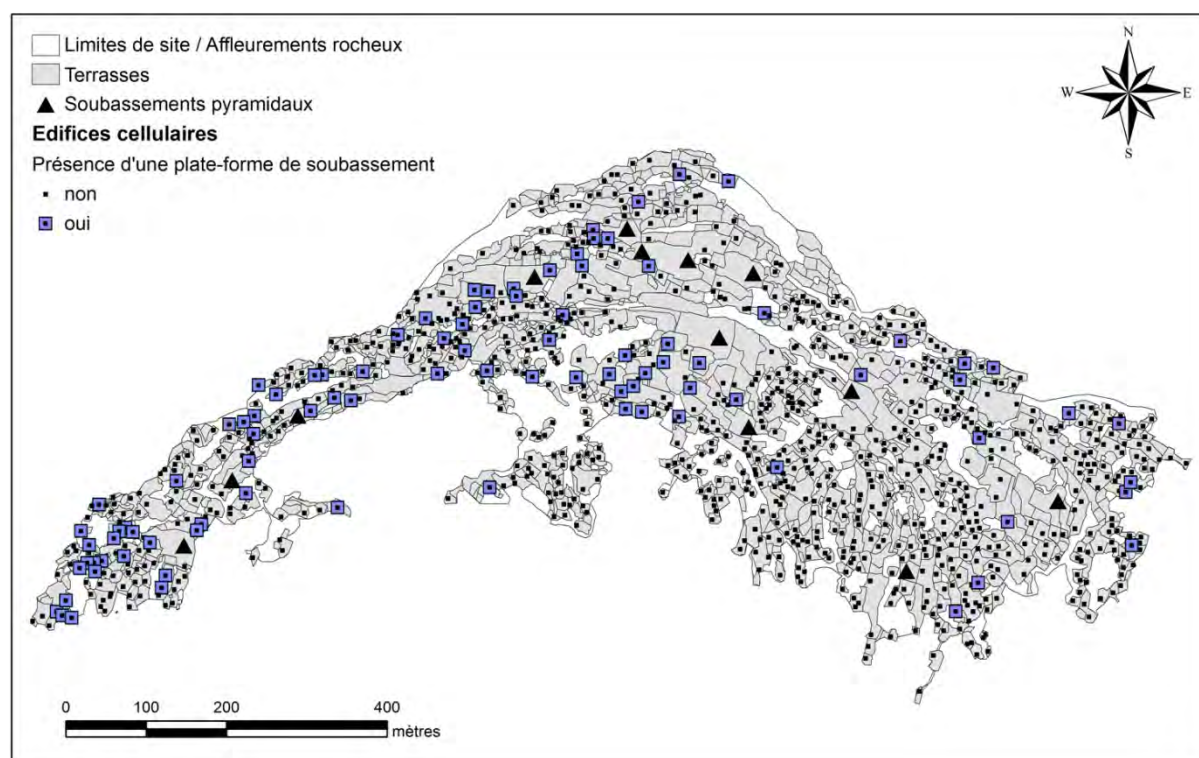 Limites de site / Affleurements rocheux
Terrasses
Soubassements pyramidaux
Edifices cellulaires
Présence d'une plate-forme de soubassement
non
oui
N
W E
S
0 100 200 400
mètres